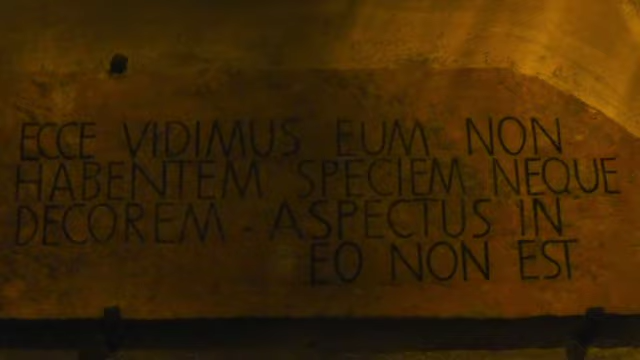 ECCE VIDIMUS EUM NON
HABENTEM SPECIEM NEQUE
DECOREM - ASPECTUS IN
EO NON EST